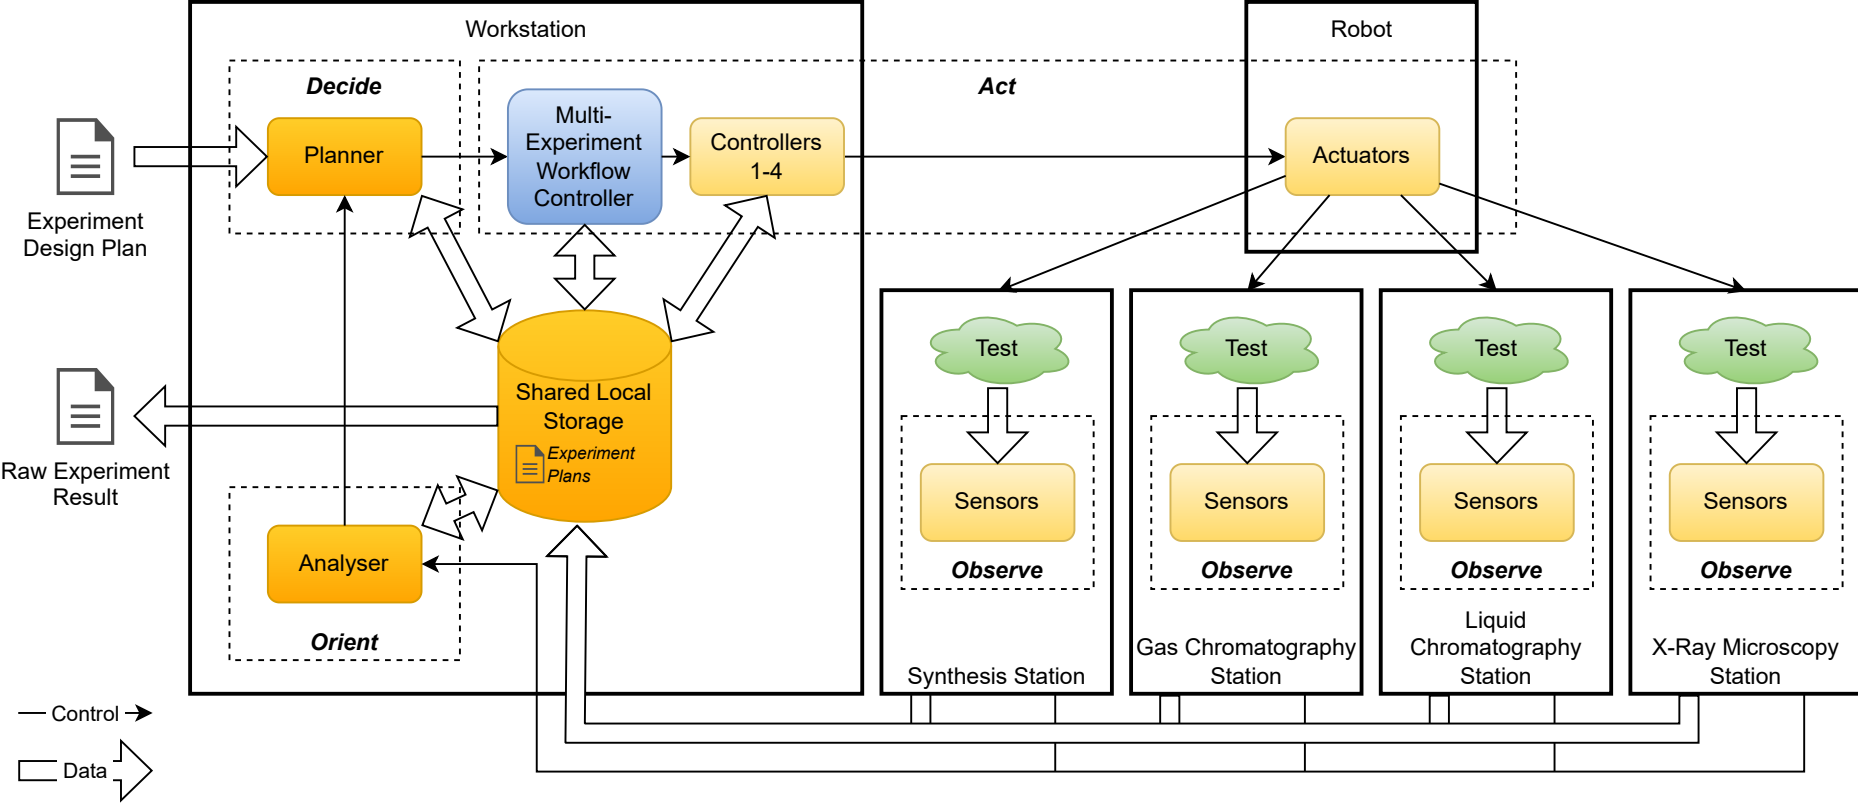 Workstation
Robot
Decide
Act
Planner
Multi-
Experiment
Workflow
Controller
Controllers
1-4
Actuators
Experiment
Design Plan
Shared Local
Storage
Experiment
Plans
Raw Experiment
Result
Analyser
Orient
Test
Sensors
Observe
Synthesis Station
Test
Sensors
Observe
Gas Chromatography
Station
Test
Sensors
Observe
Liquid
Chromatography
Station
Test
Sensors
Observe
X-Ray Microscopy
Station
Control
Data